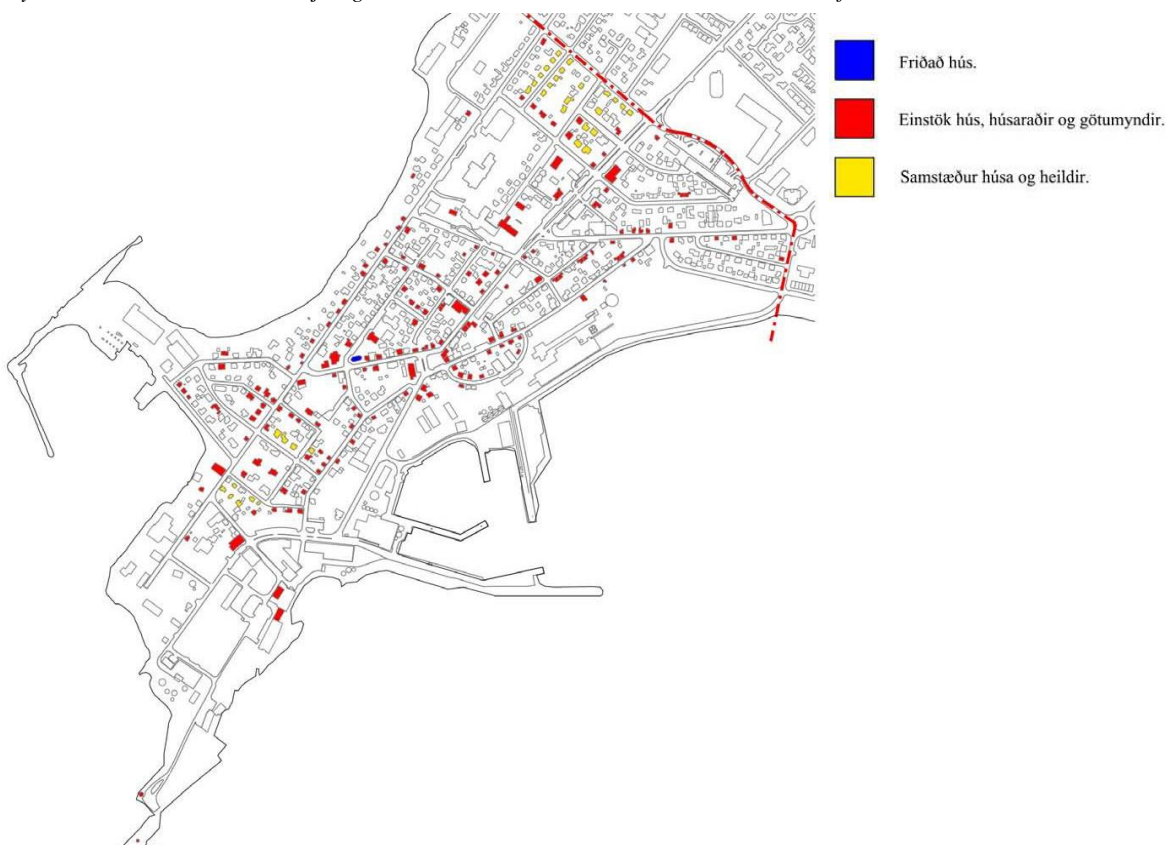 Friðað hús.
Einstök hús, húsaraðir og götumyndir.
Samstæður húsa og heildir.